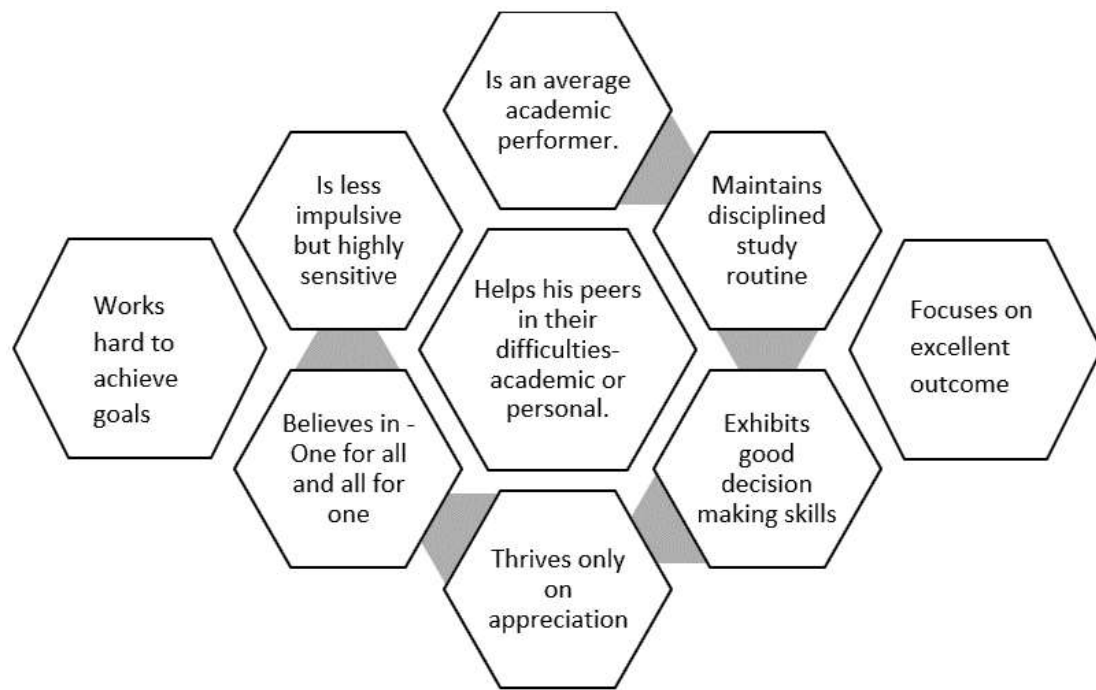 Is an average
academic
performer.
Is less
impulsive
but highly
sensitive
Maintains
disciplined
study
routine
Works
hard to
achieve
goals
Helps his peers
in their
difficulties-
academic or
personal.
Focuses on
excellent
outcome
Believes in -
One for all
and all for
one
Exhibits
good
decision
making skills
Thrives only
on
appreciation